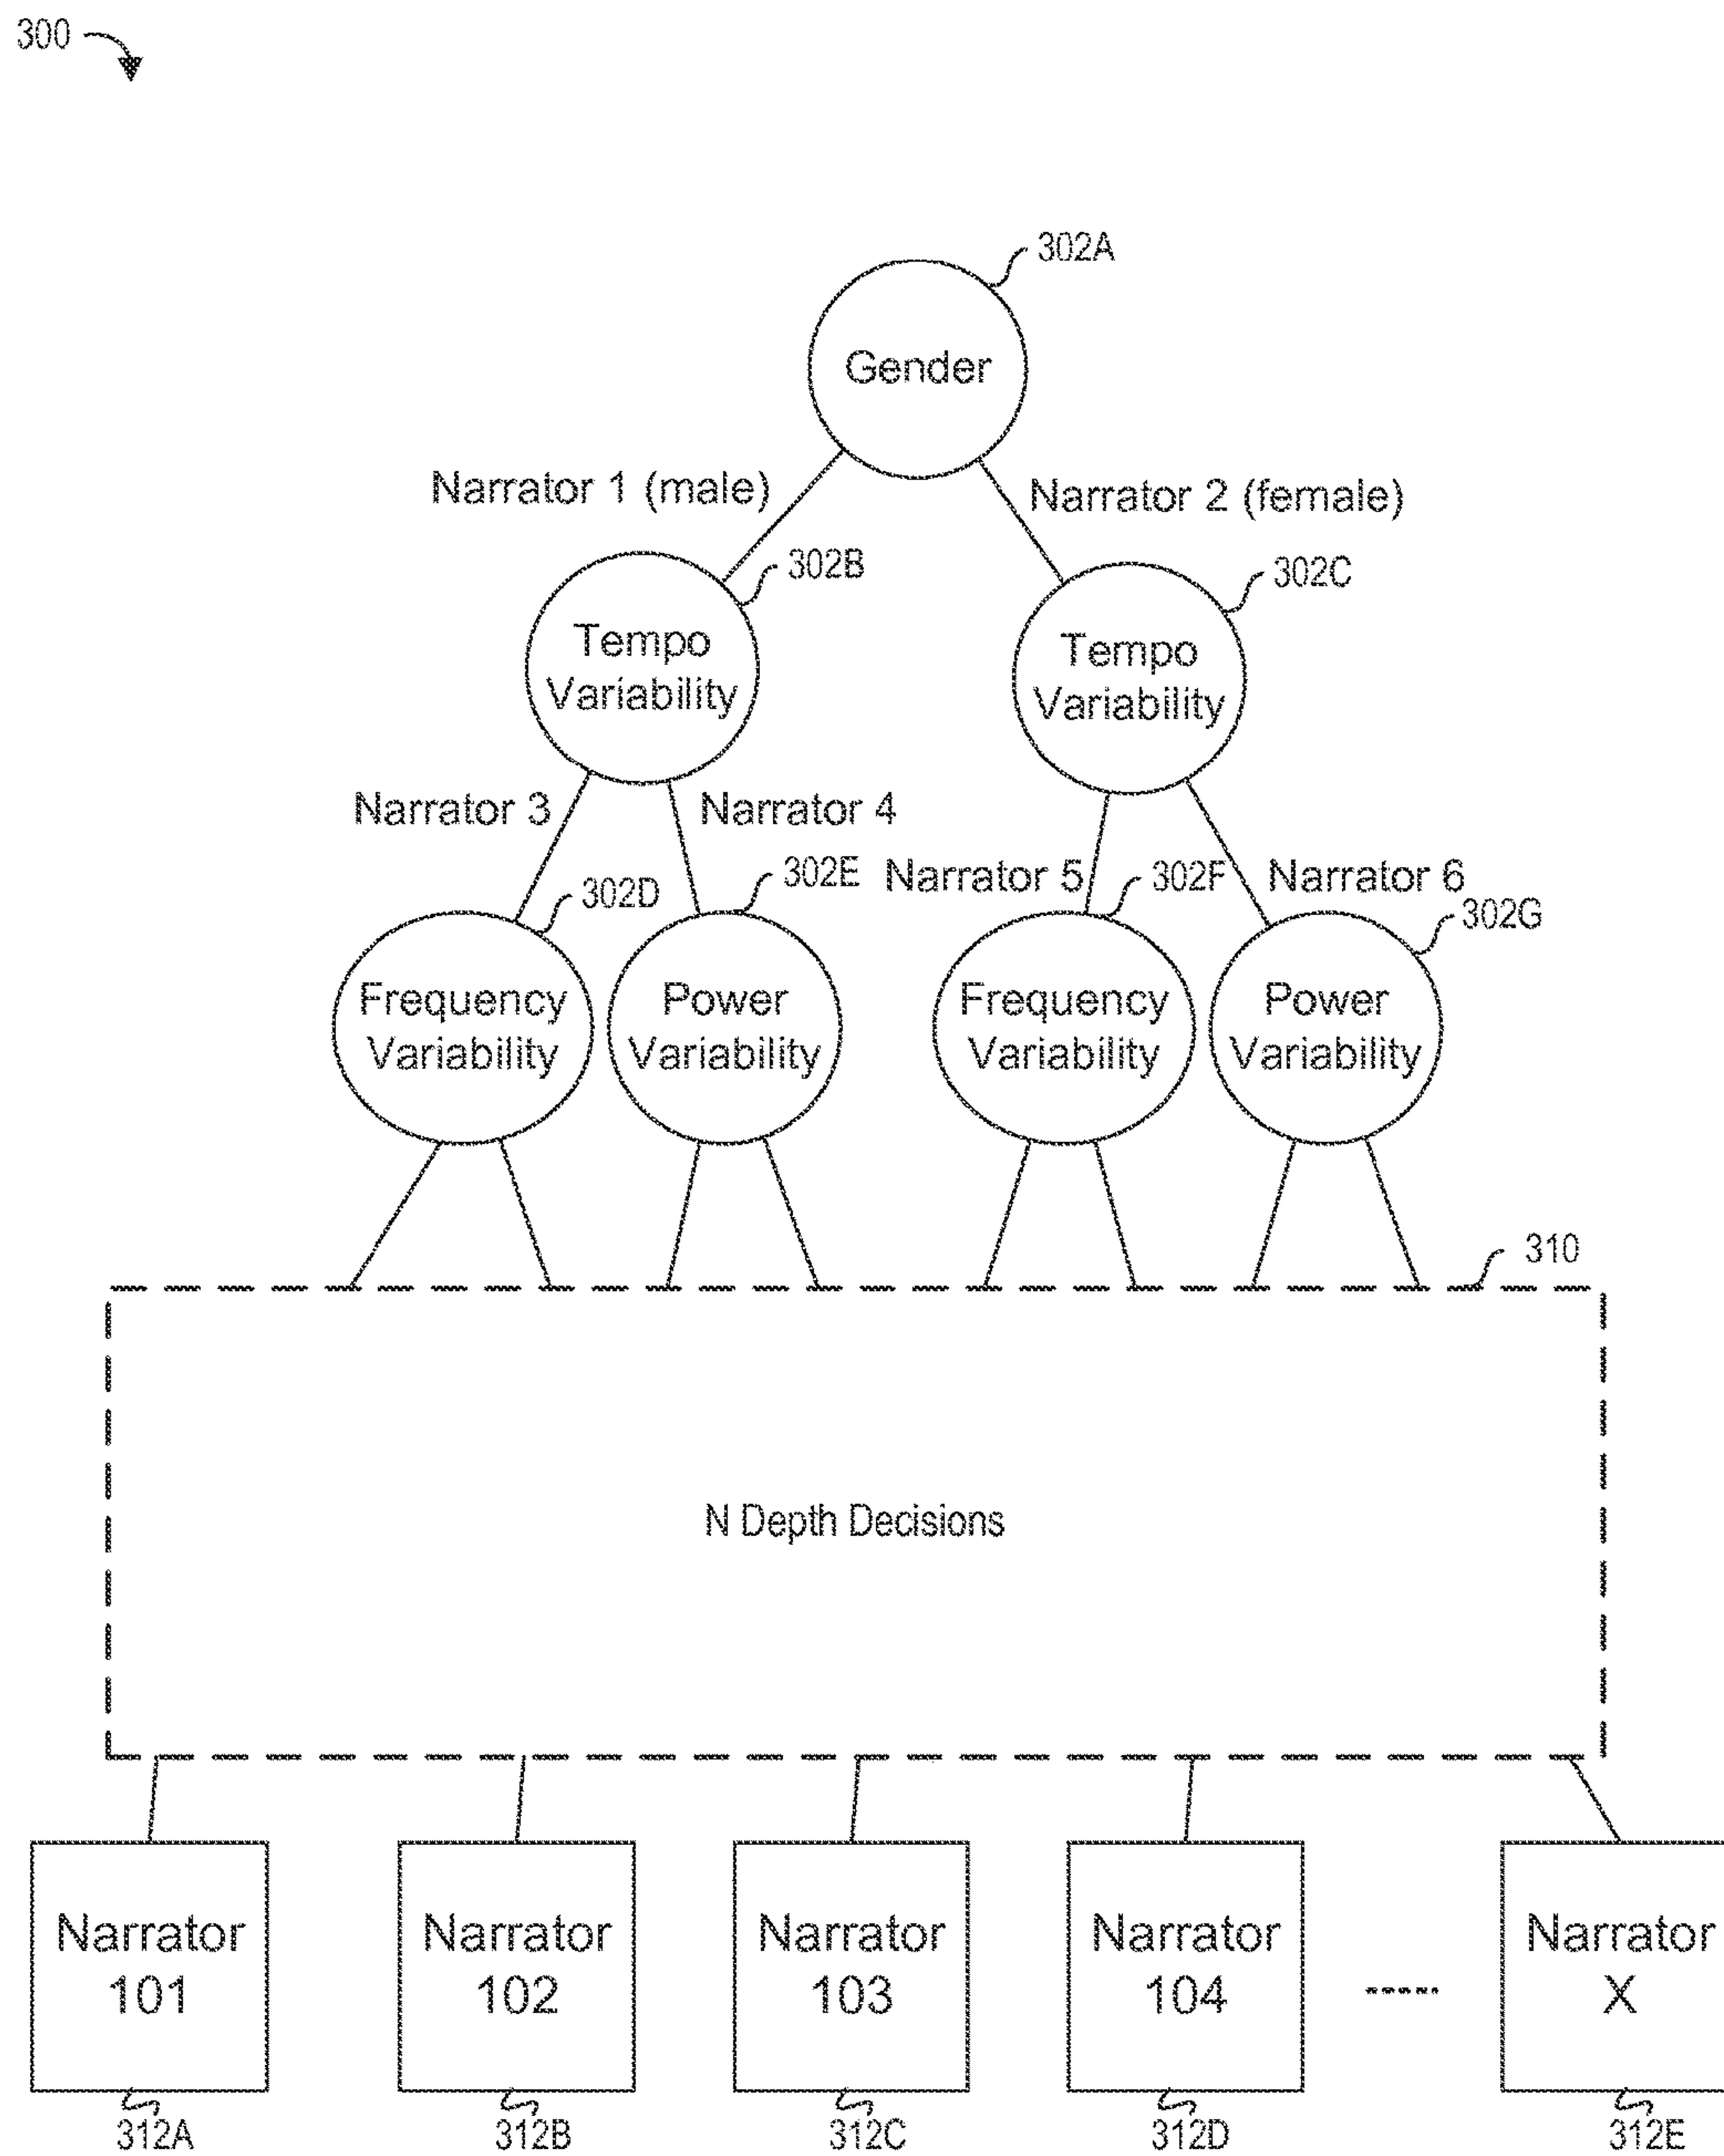 300
302A
Gender
Narrator 1 (male)
Narrator 2 (female)
302B
302C
Tempo
Variability
Tempo
Variability
Narrator 3
Narrator 4
302E
Narrator 5
302F
Narrator 6
302D
302G
Frequency
Variability
Power
Variability
Frequency
Variability
Power
Variability
310
N Depth Decisions
Narrator
101
Narrator
102
Narrator
103
Narrator
104
Narrator
X
312A
312B
312C
312D
312E